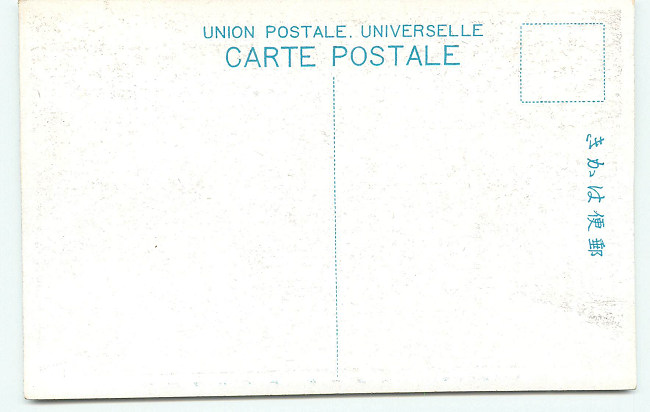 UNION POSTALE. UNIVERSELLE
CARTE POSTALE
郵便はかき